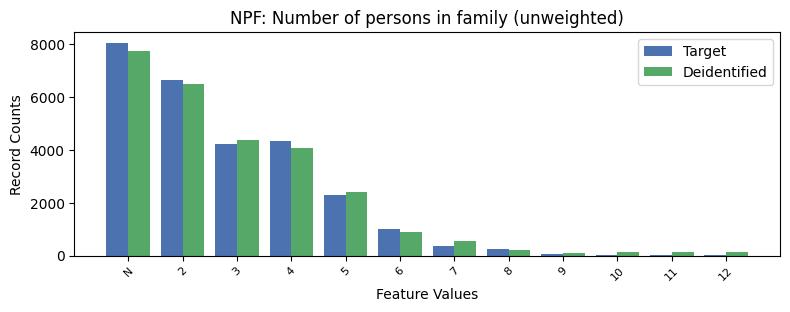 NPF: Number of persons in family (unweighted)
Target
Deidentified
Record Counts
8000
6000
4000
2000
0
N 2 3 4 5 6 7 8 9 10 11 12
Feature Values